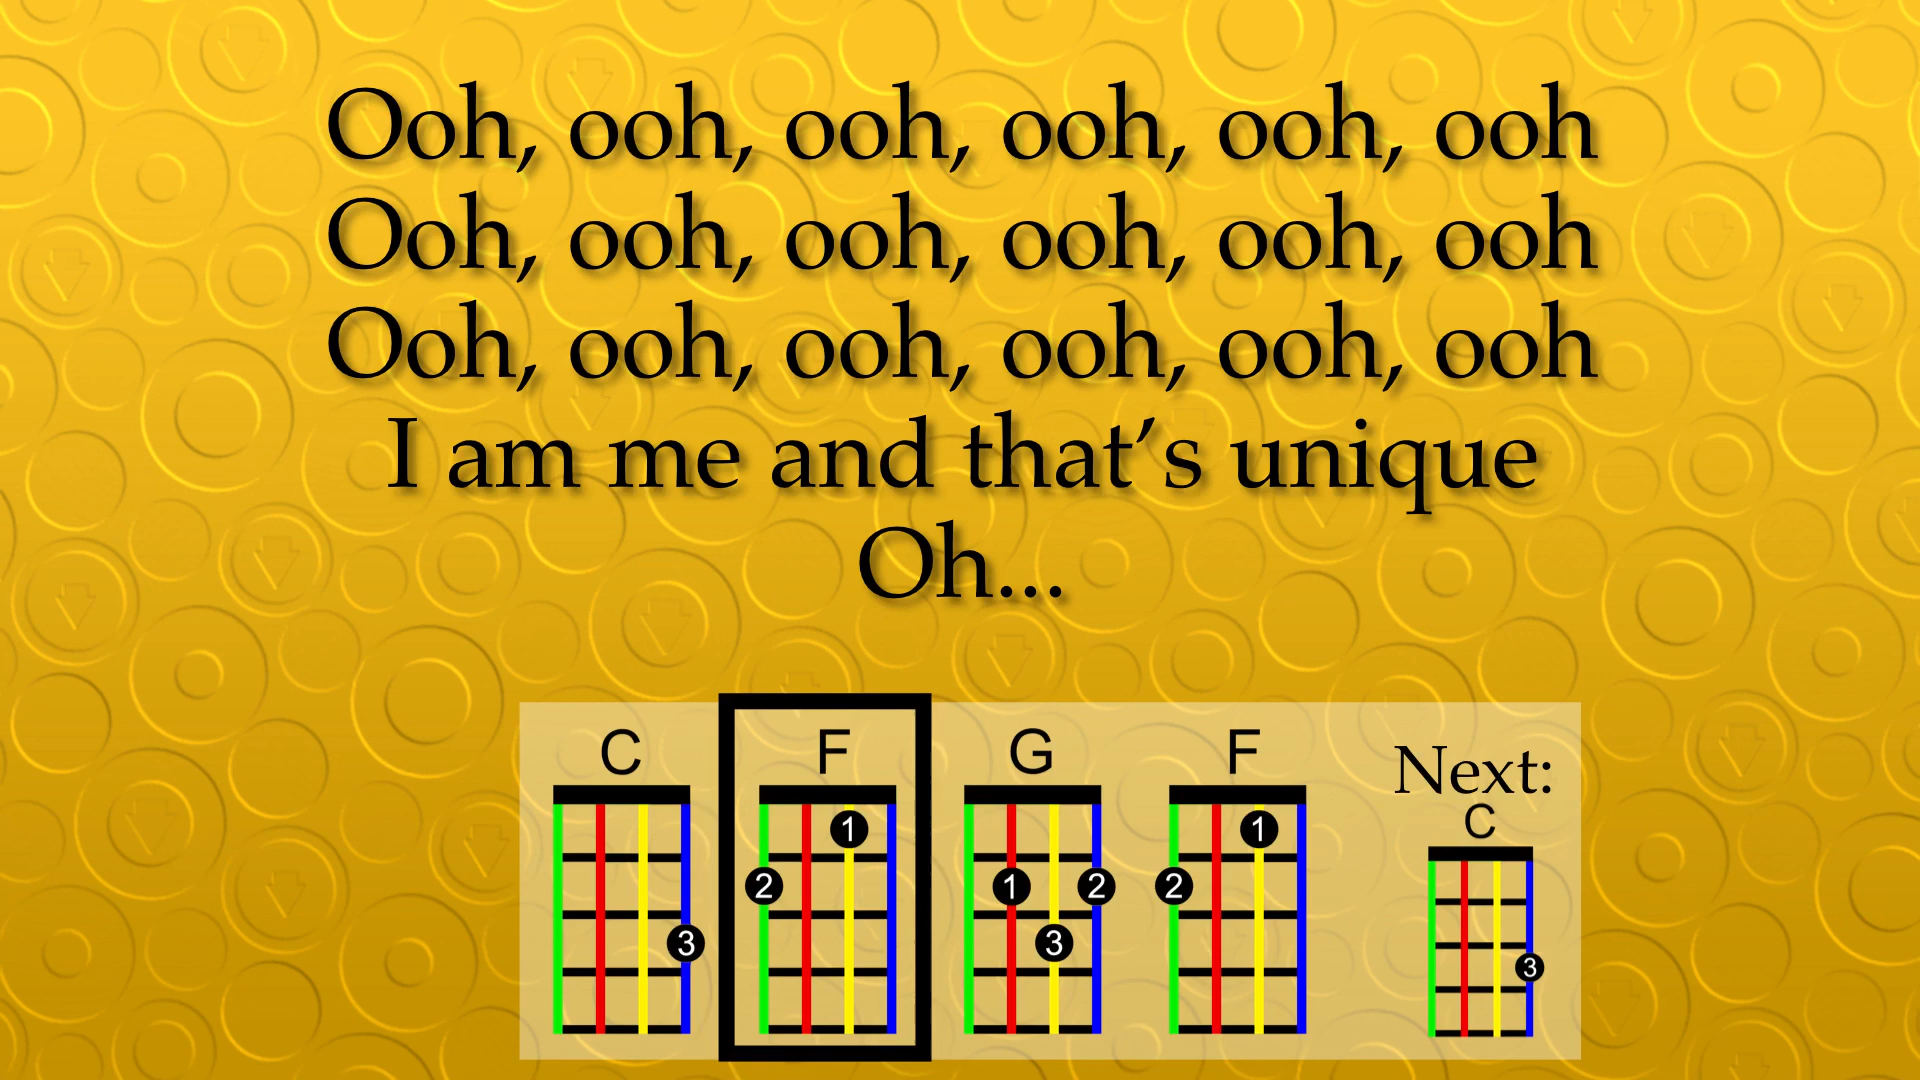 Ooh, ooh, ooh, ooh, ooh, ooh
Ooh, ooh, ooh, ooh, ooh, ooh
Ooh, ooh, ooh, ooh, ooh, ooh
I am me and that’s unique
Oh...
C F G F Next:
C
1 1
2 1 2 2
3 3
3